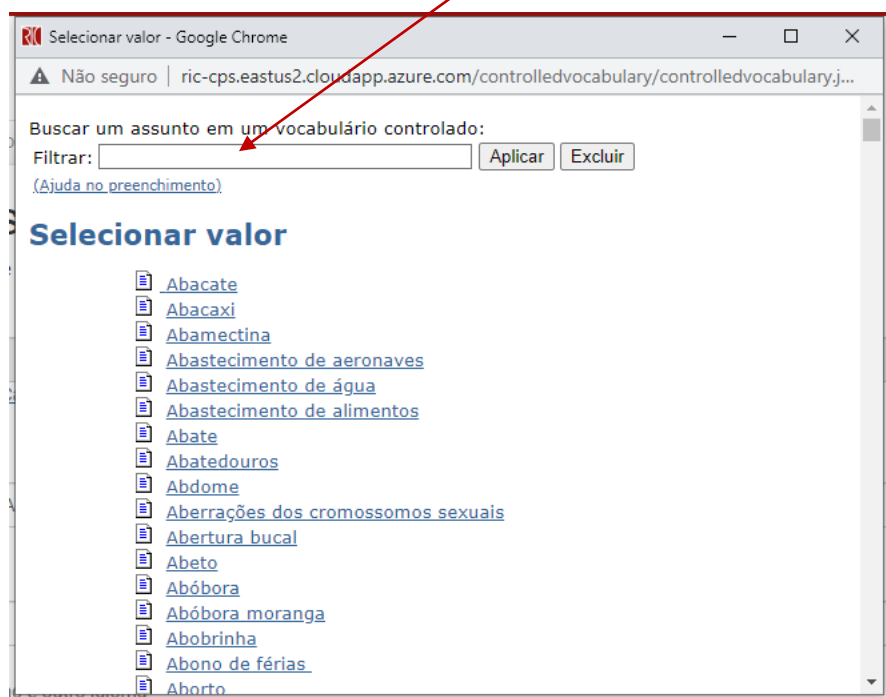 Selecionar valor - Google Chrome
Não seguro | ric-cps.eastus2.cloudapp.azure.com/controlledvocabulary/controlledvocabulary.j...
Buscar um assunto em um vocabulário controlado:
Filtrar: Aplicar Excluir
(Ajuda no preenchimento)
Selecionar valor
Abacate
Abacaxi
Abamectina
Abastecimento de aeronaves
Abastecimento de água
Abastecimento de alimentos
Abate
Abatedouros
Abdome
Aberrações dos cromossomos sexuais
Abertura bucal
Abeto
Abóbora
Abóbora moranga
Abobrinha
Abono de férias
Aborto